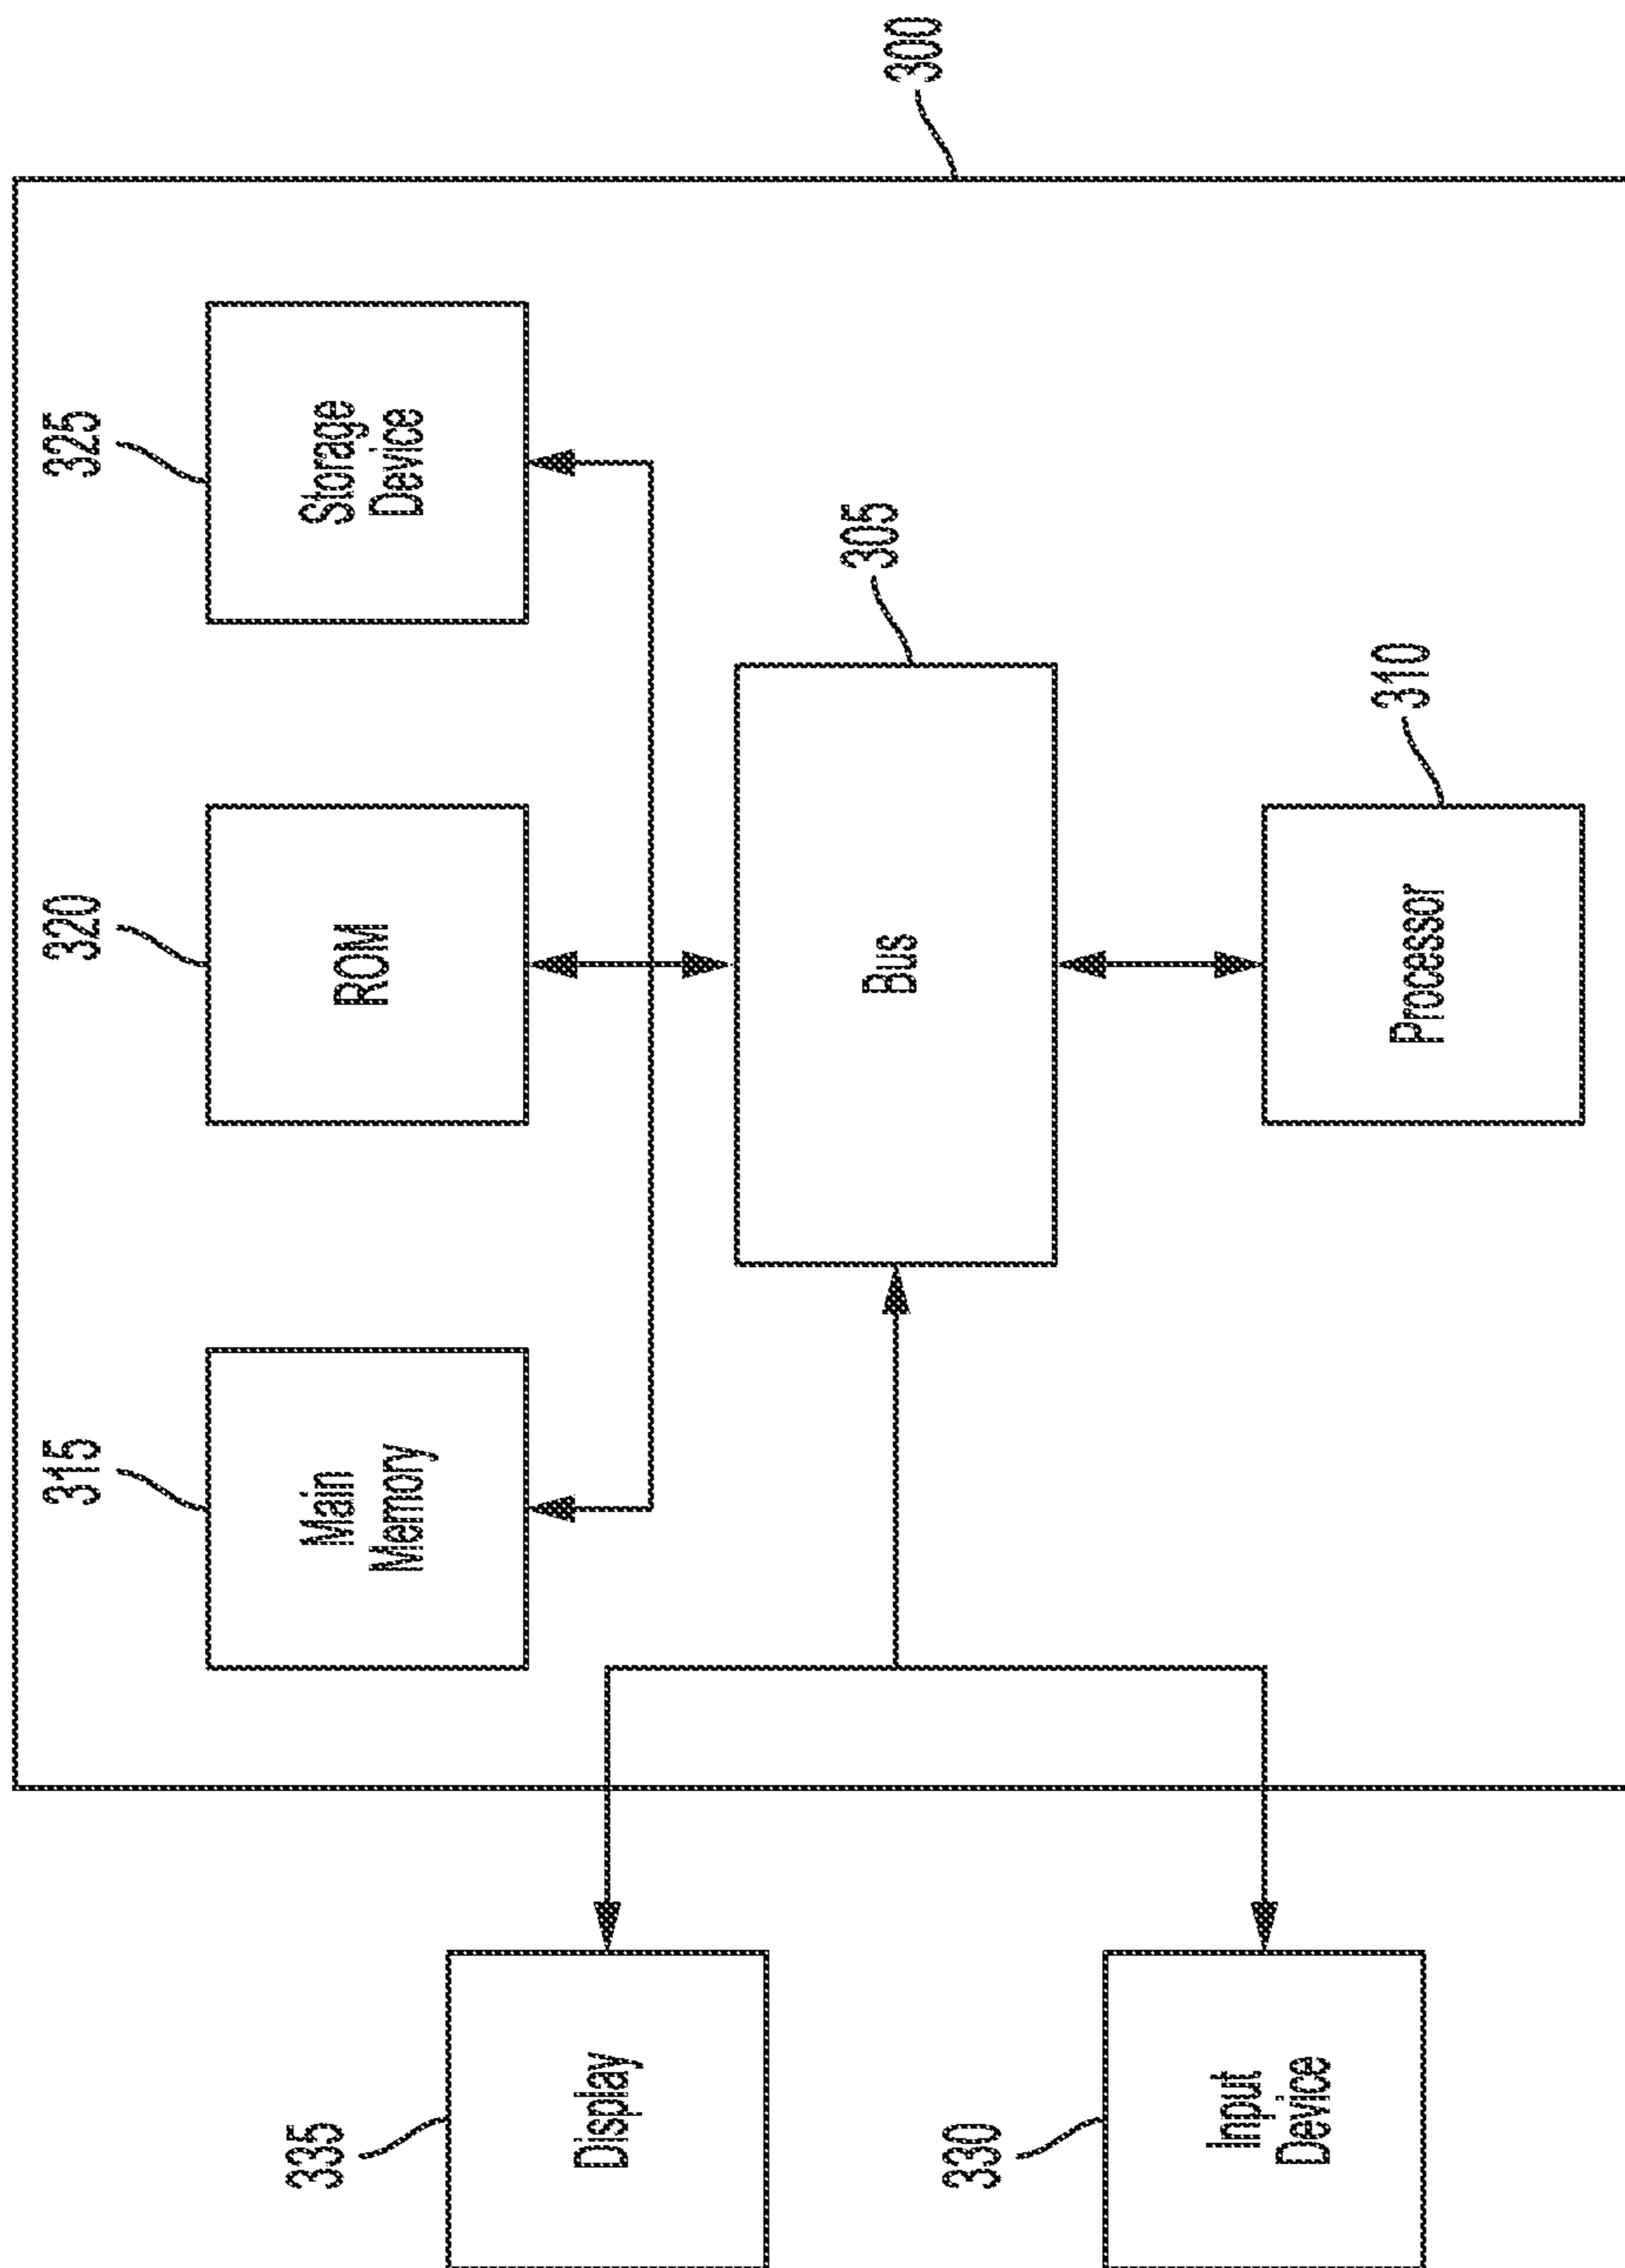 315
320
325
335
Main
Memory
ROM
Storage
Device
Display
305
Bus
300
330
Input
Device
310
Processor